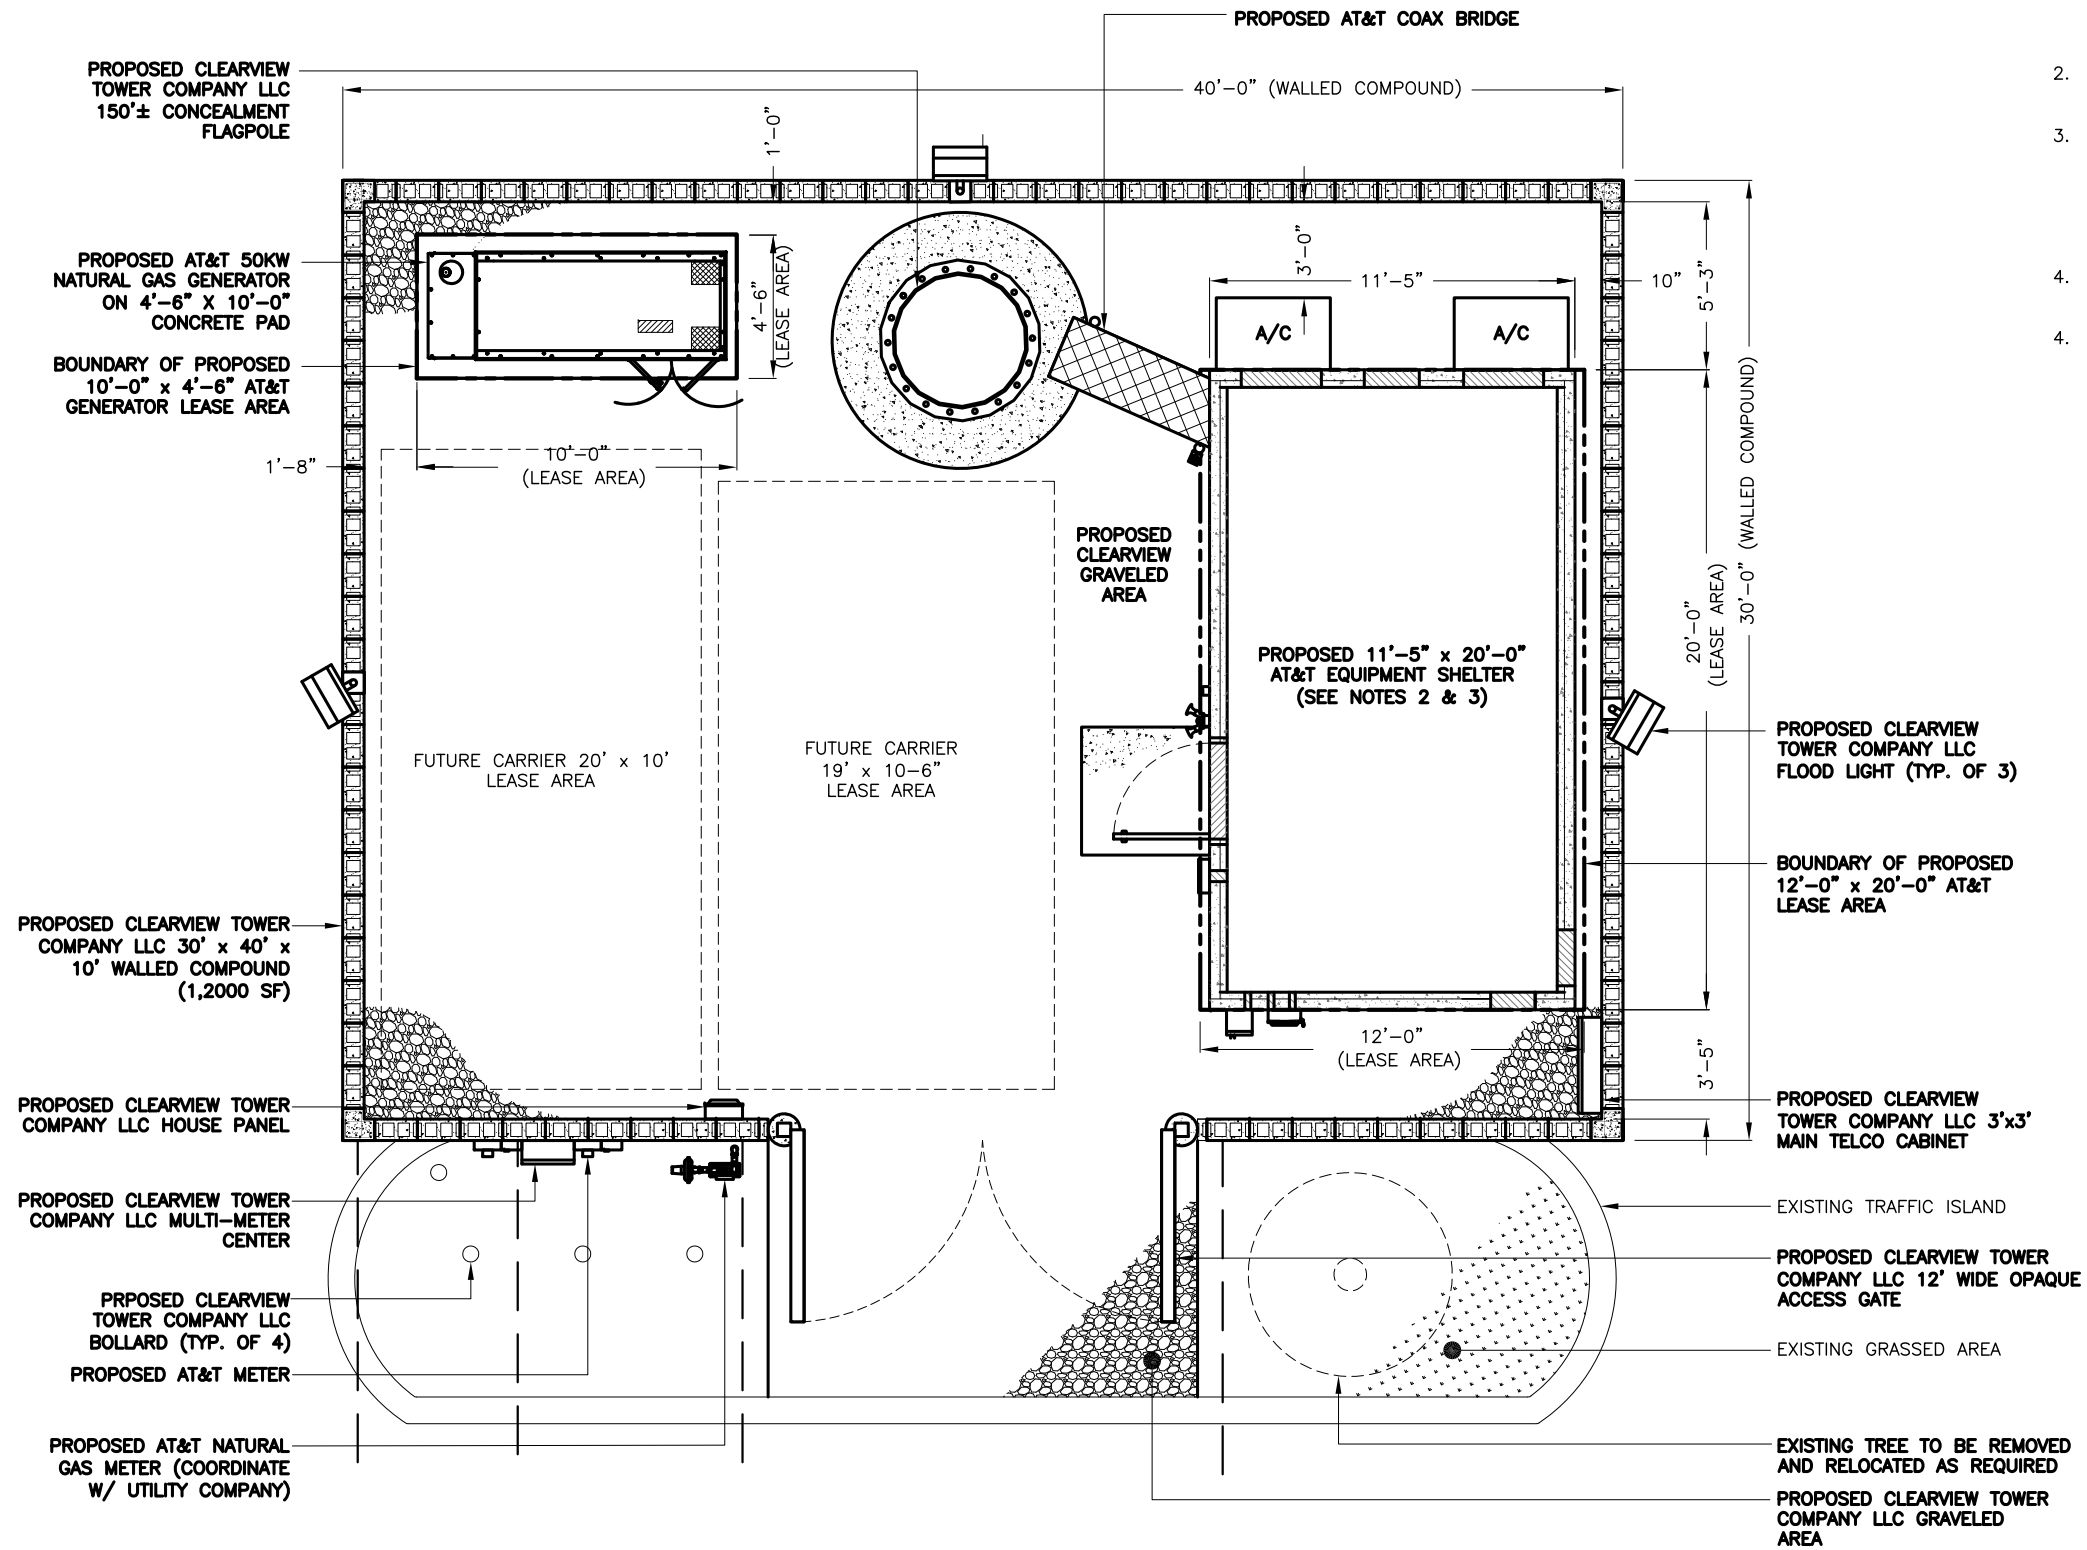 PROPOSED AT&T COAX BRIDGE
PROPOSED CLEARVIEW
TOWER COMPANY LLC
150'± CONCEALMENT
FLAGPOLE
40'-0" (WALLED COMPOUND)
2.
3.
4.
4.
1'-0"
PROPOSED AT&T 50KW
NATURAL GAS GENERATOR
ON 4'-6" X 10'-0"
CONCRETE PAD
4'-6"
(LEASE AREA)
3'-0"
11'-5"
10"
5'-3"
A/C
A/C
BOUNDARY OF PROPOSED
10'-0" x 4'-6" AT&T
GENERATOR LEASE AREA
1'-8"
10'-0"
(LEASE AREA)
PROPOSED
CLEARVIEW
GRAVELED
AREA
20'-0"
(LEASE AREA)
30'-0" (WALLED COMPOUND)
PROPOSED 11'-5" x 20'-0"
AT&T EQUIPMENT SHELTER
(SEE NOTES 2 & 3)
FUTURE CARRIER 20' x 10'
LEASE AREA
FUTURE CARRIER
19' x 10-6"
LEASE AREA
PROPOSED CLEARVIEW
TOWER COMPANY LLC
FLOOD LIGHT (TYP. OF 3)
BOUNDARY OF PROPOSED
12'-0" x 20'-0" AT&T
LEASE AREA
PROPOSED CLEARVIEW TOWER
COMPANY LLC 30' x 40' x
10' WALLED COMPOUND
(1,2000 SF)
12'-0"
(LEASE AREA)
3'-5"
PROPOSED CLEARVIEW TOWER
COMPANY LLC HOUSE PANEL
PROPOSED CLEARVIEW
TOWER COMPANY LLC 3'x3'
MAIN TELCO CABINET
PROPOSED CLEARVIEW TOWER
COMPANY LLC MULTI-METER
CENTER
EXISTING TRAFFIC ISLAND
PROPOSED CLEARVIEW TOWER
COMPANY LLC 12' WIDE OPAQUE
ACCESS GATE
PRPOSED CLEARVIEW
TOWER COMPANY LLC
BOLLARD (TYP. OF 4)
EXISTING GRASSED AREA
PROPOSED AT&T METER
PROPOSED AT&T NATURAL
GAS METER (COORDINATE
W/ UTILITY COMPANY)
EXISTING TREE TO BE REMOVED
AND RELOCATED AS REQUIRED
PROPOSED CLEARVIEW TOWER
COMPANY LLC GRAVELED
AREA